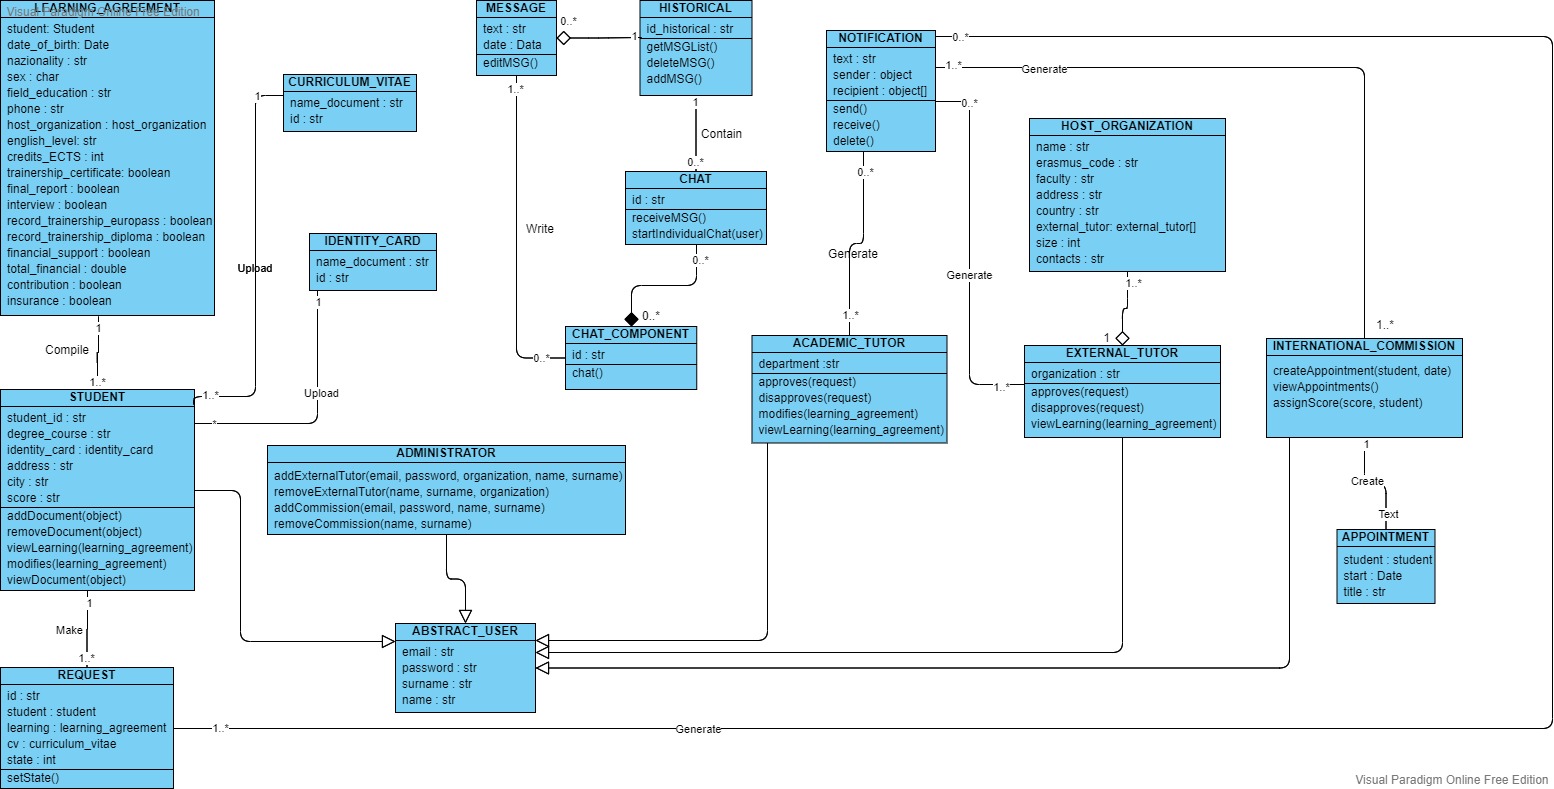 Visual Paradigm Online Free Edition
LEARNING_AGREEMENT
student: Student
date_of_birth: Date
nazionality : str
sex : char
field_education : str
phone : str
host_organization : host_organization
english_level: str
credits_ECTS : int
trainership_certificate: boolean
final_report : boolean
interview : boolean
record_trainership_europass : boolean
record_trainership_diploma : boolean
financial_support : boolean
total_financial : double
contribution : boolean
insurance : boolean
1
Compile
1..*
STUDENT
student_id : str
degree_course : str
identity_card : identity_card
address : str
city : str
score : str
addDocument(object)
removeDocument(object)
viewLearning(learning_agreement)
modifies(learning_agreement)
viewDocument(object)
1
Make
1..*
REQUEST
id : str
student : student
learning : learning_agreement
cv : curriculum_vitae
state : int
setState()
CURRICULUM_VITAE
name_document : str
id : str
1
Upload
1..*
IDENTITY_CARD
name_document : str
id : str
1
Upload
*
ADMINISTRATOR
addExternalTutor(email, password, organization, name, surname)
removeExternalTutor(name, surname, organization)
addCommission(email, password, name, surname)
removeCommission(name, surname)
ABSTRACT_USER
email : str
password : str
surname : str
name : str
MESSAGE
text : str
date : Data
editMSG()
0..*
1
1..*
Write
0..*
HISTORICAL
id_historical : str
getMSGList()
deleteMSG()
addMSG()
1
Contain
0..*
CHAT
id : str
receiveMSG()
startIndividualChat(user)
0..*
0..*
CHAT_COMPONENT
id : str
chat()
NOTIFICATION
text : str
sender : object
recipient : object[]
send()
receive()
delete()
0..*
1..*
Generate
0..*
0..*
Generate
1..*
Generate
1..*
1..*
ACADEMIC_TUTOR
department :str
approves(request)
disapproves(request)
modifies(learning_agreement)
viewLearning(learning_agreement)
HOST_ORGANIZATION
name : str
erasmus_code : str
faculty : str
address : str
country : str
external_tutor: external_tutor[]
size : int
contacts : str
1..*
1
EXTERNAL_TUTOR
organization : str
approves(request)
disapproves(request)
viewLearning(learning_agreement)
INTERNATIONAL_COMMISSION
createAppointment(student, date)
viewAppointments()
assignScore(score, student)
1
Create
Text
APPOINTMENT
student : student
start : Date
title : str
1..*
Generate
Visual Paradigm Online Free Edition